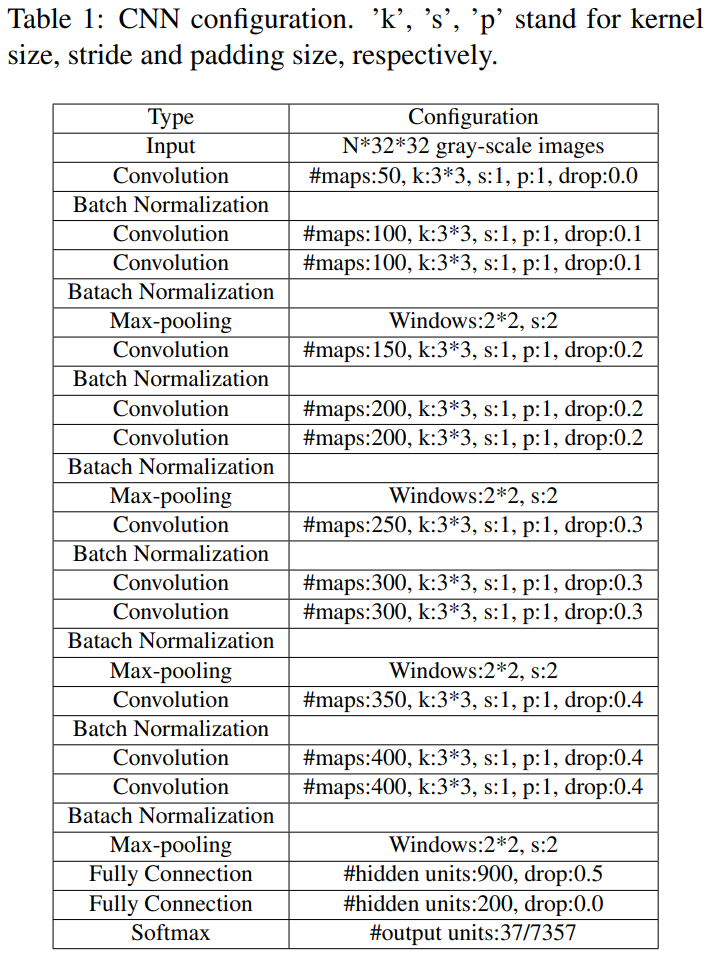 Table 1: CNN configuration. ’k’, ’s’, ’p’ stand for kernel
size, stride and padding size, respectively.
Type Configuration
Input N*32*32 gray-scale images
Convolution #maps:50, k:3*3, s:1, p:1, drop:0.0
Batch Normalization
Convolution #maps:100, k:3*3, s:1, p:1, drop:0.1
Convolution #maps:100, k:3*3, s:1, p:1, drop:0.1
Batach Normalization
Max-pooling Windows:2*2, s:2
Convolution #maps:150, k:3*3, s:1, p:1, drop:0.2
Batch Normalization
Convolution #maps:200, k:3*3, s:1, p:1, drop:0.2
Convolution #maps:200, k:3*3, s:1, p:1, drop:0.2
Batach Normalization
Max-pooling Windows:2*2, s:2
Convolution #maps:250, k:3*3, s:1, p:1, drop:0.3
Batch Normalization
Convolution #maps:300, k:3*3, s:1, p:1, drop:0.3
Convolution #maps:300, k:3*3, s:1, p:1, drop:0.3
Batach Normalization
Max-pooling Windows:2*2, s:2
Convolution #maps:350, k:3*3, s:1, p:1, drop:0.4
Batch Normalization
Convolution #maps:400, k:3*3, s:1, p:1, drop:0.4
Convolution #maps:400, k:3*3, s:1, p:1, drop:0.4
Batach Normalization
Max-pooling Windows:2*2, s:2
Fully Connection #hidden units:900, drop:0.5
Fully Connection #hidden units:200, drop:0.0
Softmax #output units:37/7357